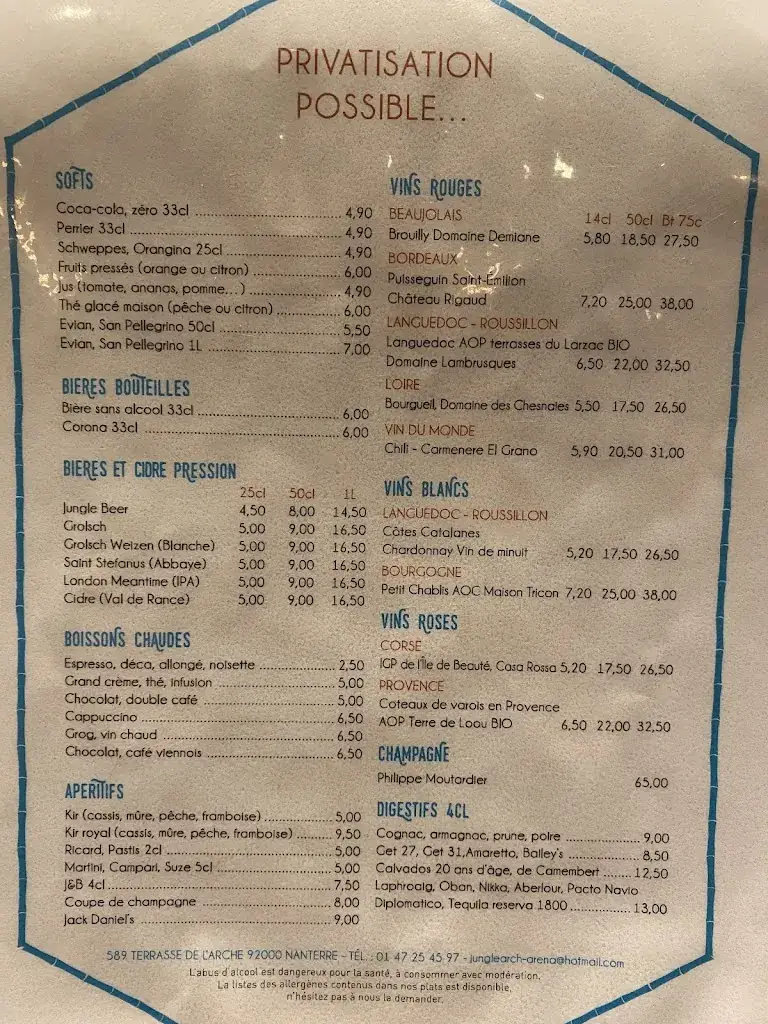 PRIVATISATION
POSSIBLE...
SOFTS
Coca-cola, zéro 33cl ........ 4,90
Perrier 33cl ........ 4,90
Schweppes, Orangina 25cl ........ 4,90
Fruits pressés (orange ou citron) ........ 6,00
Jus (tomate, ananas, pomme...) ........ 4,90
Thé glacé maison (pêche ou citron) ........ 6,00
Evian, San Pellegrino 50cl ........ 5,50
Evian, San Pellegrino 1L ........ 7,00
BIERES BOUTEILLES
Bière sans alcool 33cl ........ 6,00
Corona 33cl ........ 6,00
BIERES ET CIDRE PRESSION
25cl 50cl 1L
Jungle Beer 4,50 8,00 14,50
Grolsch 5,00 9,00 16,50
Grolsch Weizen (Blanche) 5,00 9,00 16,50
Saint Stefanus (Abbaye) 5,00 9,00 16,50
London Meantime (IPA) 5,00 9,00 16,50
Cidre (Val de Rance) 5,00 9,00 16,50
BOISSONS CHAUDES
Espresso, déca, allongé, noisette ........ 2,50
Grand crème, thé, infusion ........ 5,00
Chocolat, double café ........ 5,00
Cappuccino ........ 6,50
Grog, vin chaud ........ 6,50
Chocolat, café viennois ........ 6,50
APERITIFS
Kir (cassis, mûre, pêche, framboise) ........ 5,00
Kir royal (cassis, mûre, pêche, framboise) ........ 9,50
Ricard, Pastis 2cl ........ 5,00
Martini, Campari, Suze 5cl ........ 5,00
J&B 4cl ........ 7,50
Coupe de champagne ........ 8,00
Jack Daniel's ........ 9,00
VINS ROUGES
BEAUJOLAIS 14cl 50cl Bt 75c
Brouilly Domaine Demiane 5,80 18,50 27,50
BORDEAUX
Puisseguin Saint-Emilion
Château Rigaud 7,20 25,00 38,00
LANGUEDOC - ROUSSILLON
Languedoc AOP terrasses du Larzac BIO
Domaine Lambrusques 6,50 22,00 32,50
LOIRE
Bourgueil, Domaine des Chesnaies 5,50 17,50 26,50
VIN DU MONDE
Chili - Carmenere El Grano 5,90 20,50 31,00
VINS BLANCS
LANGUEDOC - ROUSSILLON
Côtes Catalanes
Chardonnay Vin de minuit 5,20 17,50 26,50
BOURGOGNE
Petit Chablis AOC Maison Tricon 7,20 25,00 38,00
VINS ROSES
CORSE
IGP de l'Île de Beauté, Casa Rossa 5,20 17,50 26,50
PROVENCE
Coteaux de varois en Provence
AOP Terre de Loou BIO 6,50 22,00 32,50
CHAMPAGNE
Philippe Moutardier 65,00
DIGESTIFS 4CL
Cognac, armagnac, prune, poire ........ 9,00
Get 27, Get 31,Amaretto, Bailey's ........ 8,50
Calvados 20 ans d'âge, de Camembert ........ 12,50
Laphroaig, Oban, Nikka, Aberlour, Pacto Navio
Diplomatico, Tequila reserva 1800 ........ 13,00
589, TERRASSE DE L'ARCHE 92000 NANTERRE - TÉL : 01 47 25 45 97 - junglearch-arena@hotmail.com
L'abus d'alcool est dangereux pour la santé, à consommer avec modération.
La listes des allergènes contenus dans nos plats est disponible,
n'hésitez pas à nous la demander.